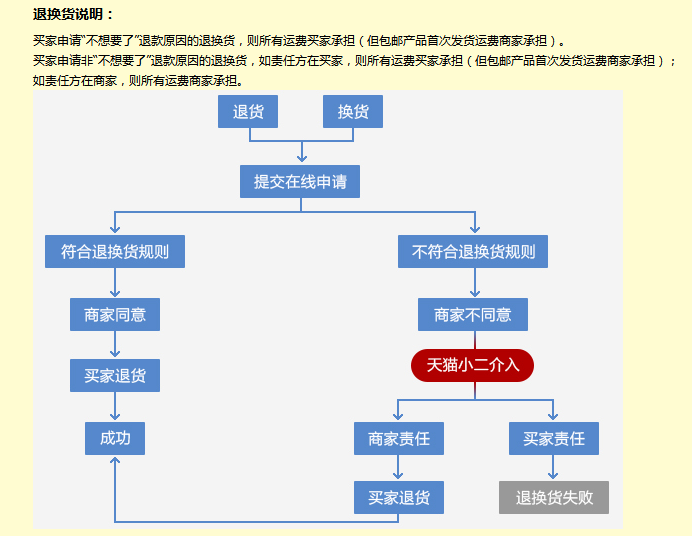 退换货说明：
买家申请“不想要了”退款原因的退换货，则所有运费买家承担（但包邮产品首次发货运费商家承担）。
买家申请非“不想要了”退款原因的退换货，如责任方在买家，则所有运费买家承担（但包邮产品首次发货运费商家承担）；
如责任方在商家，则所有运费商家承担。
退货
换货
提交在线申请
符合退换货规则
不符合退换货规则
商家同意
商家不同意
买家退货
天猫小二介入
成功
商家责任
买家责任
买家退货
退换货失败